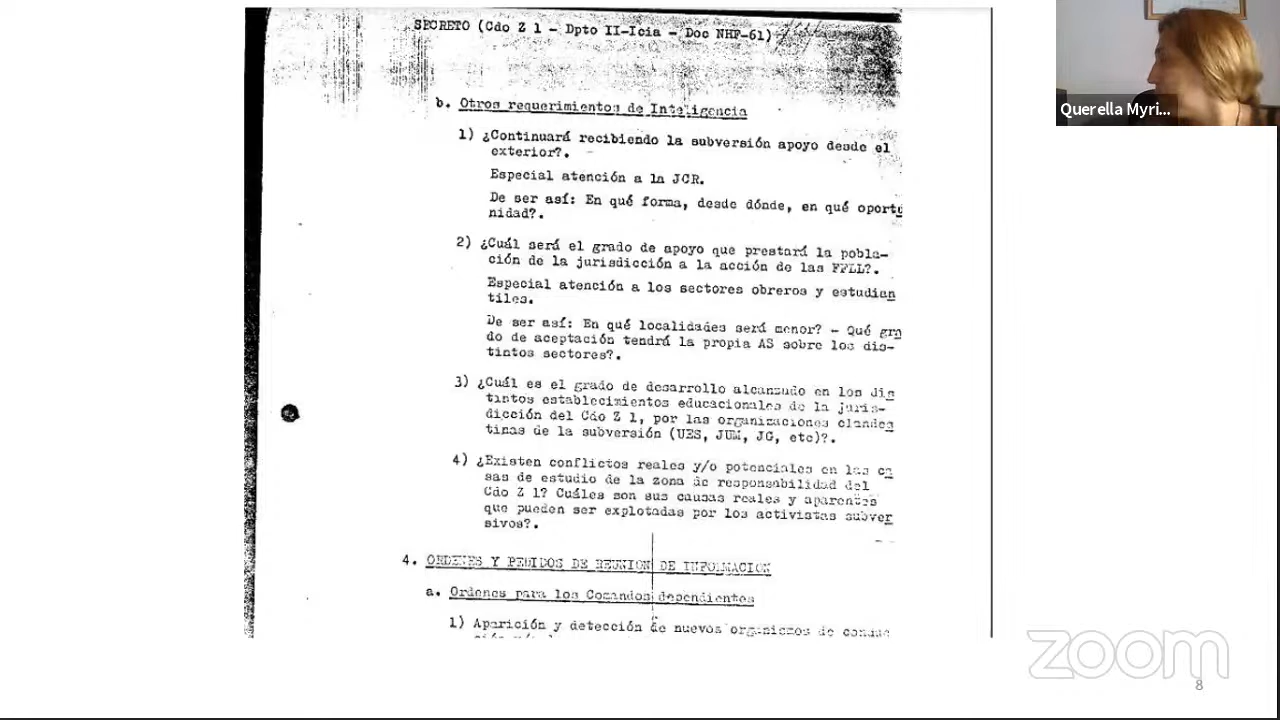 SECRETO (Cdo Z 1 - Dpto II-Icia - Doc NHF-61)
b. Otros requerimientos de Inteligencia
1) ¿Continuará recibiendo la subversión apoyo desde el
exterior?.
Especial atención a la JCR.
De ser así: En qué forma, desde dónde, en qué oportu
nidad?.
2) ¿Cuál será el grado de apoyo que prestará la pobla-
ción de la jurisdicción a la acción de las FFLL?.
Especial atención a los sectores obreros y estudian
tiles.
De ser así: En qué localidades será menor? - Qué gra
do de aceptación tendrá la propia AS sobre los dis-
tintos sectores?.
3) ¿Cuál es el grado de desarrollo alcanzado en los dis
tintos establecimientos educacionales de la juris-
dicción del Cdo Z 1, por las organizaciones clandes
tinas de la subversión (UES, JUM, JG, etc)?.
4) ¿Existen conflictos reales y/o potenciales en las ca
sas de estudio de la zona de responsabilidad del
Cdo Z 1? Cuáles son sus causas reales y aparentes
que pueden ser explotadas por los activistas subver
sivos?.
4. ORDENES Y PEDIDOS DE REUNION DE INFORMACION
a. Ordenes para los Comandos dependientes
1) Aparición y detección de nuevos organismos de conduc
Querella Myri...
zoom
8